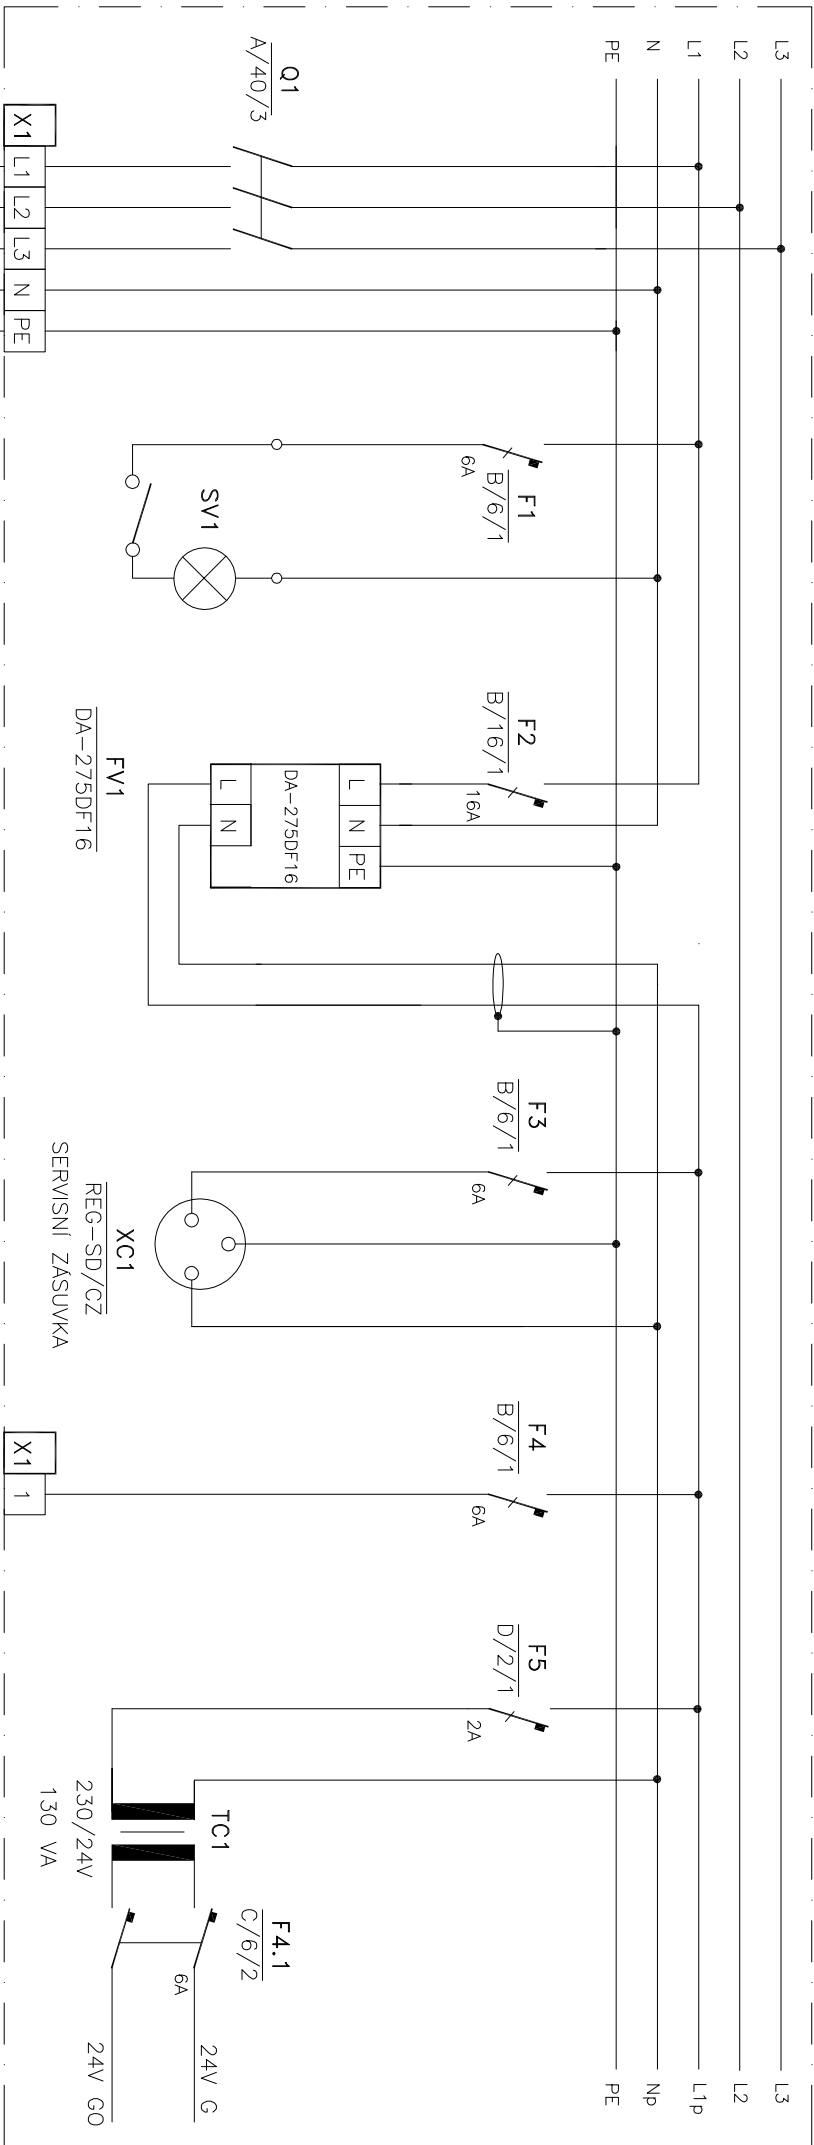 L3
L2
L1
N
PE
Q1
A/40/3
X1
L1
L2
L3
N
PE
F1
B/6/1
6A
SV1
F2
B/16/1
16A
L
N
PE
DA-275DF16
L
N
FV1
DA-275DF16
F3
B/6/1
6A
XC1
REG-SD/CZ
SERVISNÍ ZÁSUVKA
F4
B/6/1
6A
X1
1
F5
D/2/1
2A
TC1
230/24V
130 VA
F4.1
C/6/2
6A
24V G
24V G0
L3
L2
L1p
Np
PE